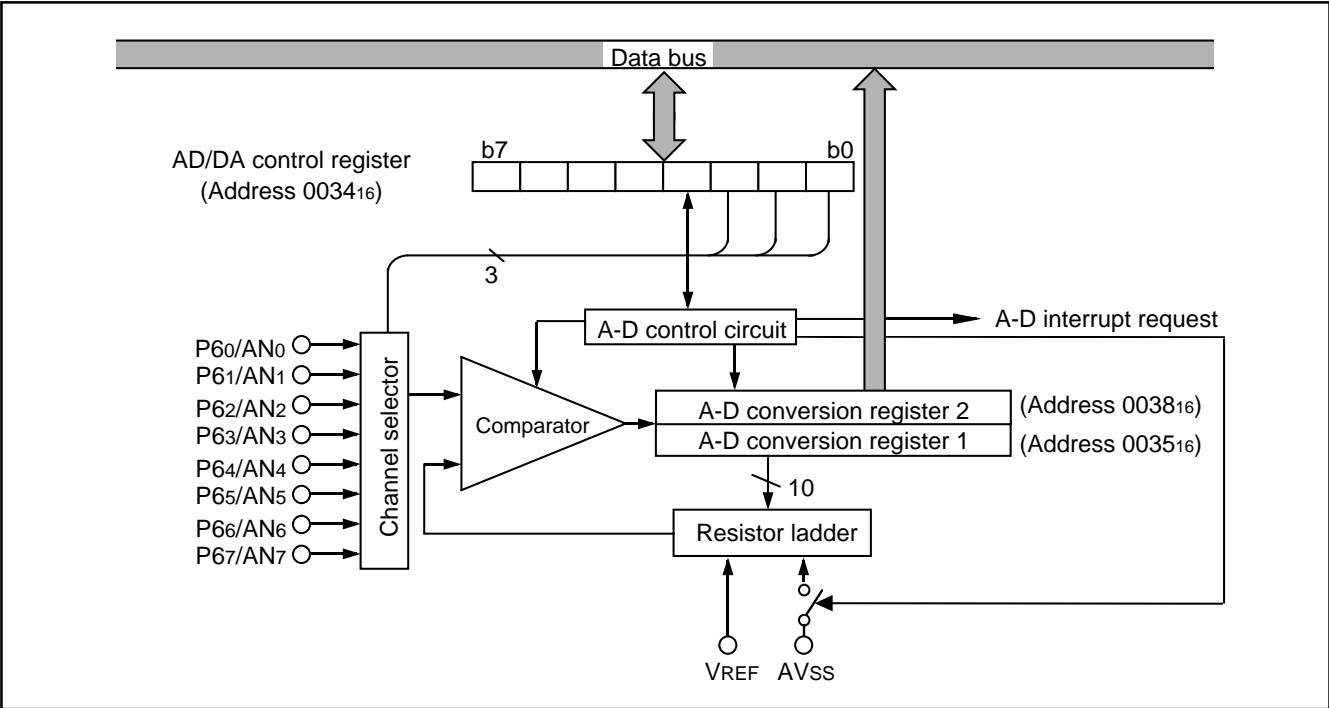 Data bus
b7 b0
AD/DA control register
(Address 003416)
3
A-D control circuit
A-D interrupt request
P60/AN0
P61/AN1
P62/AN2
P63/AN3
P64/AN4
P65/AN5
P66/AN6
P67/AN7
Channel selector
Comparator
A-D conversion register 2
(Address 003816)
A-D conversion register 1
(Address 003516)
10
Resistor ladder
VREF AVSS